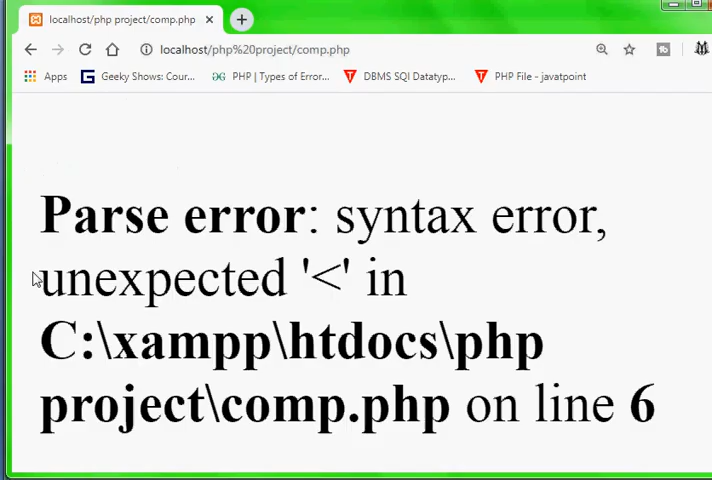 localhost/php project/comp.php
localhost/php%20project/comp.php
Apps
Geeky Shows: Cour...
PHP | Types of Error...
DBMS SQl Datatyp...
PHP File - javatpoint
Parse error: syntax error,
unexpected '<' in
C:\xampp\htdocs\php
project\comp.php on line 6